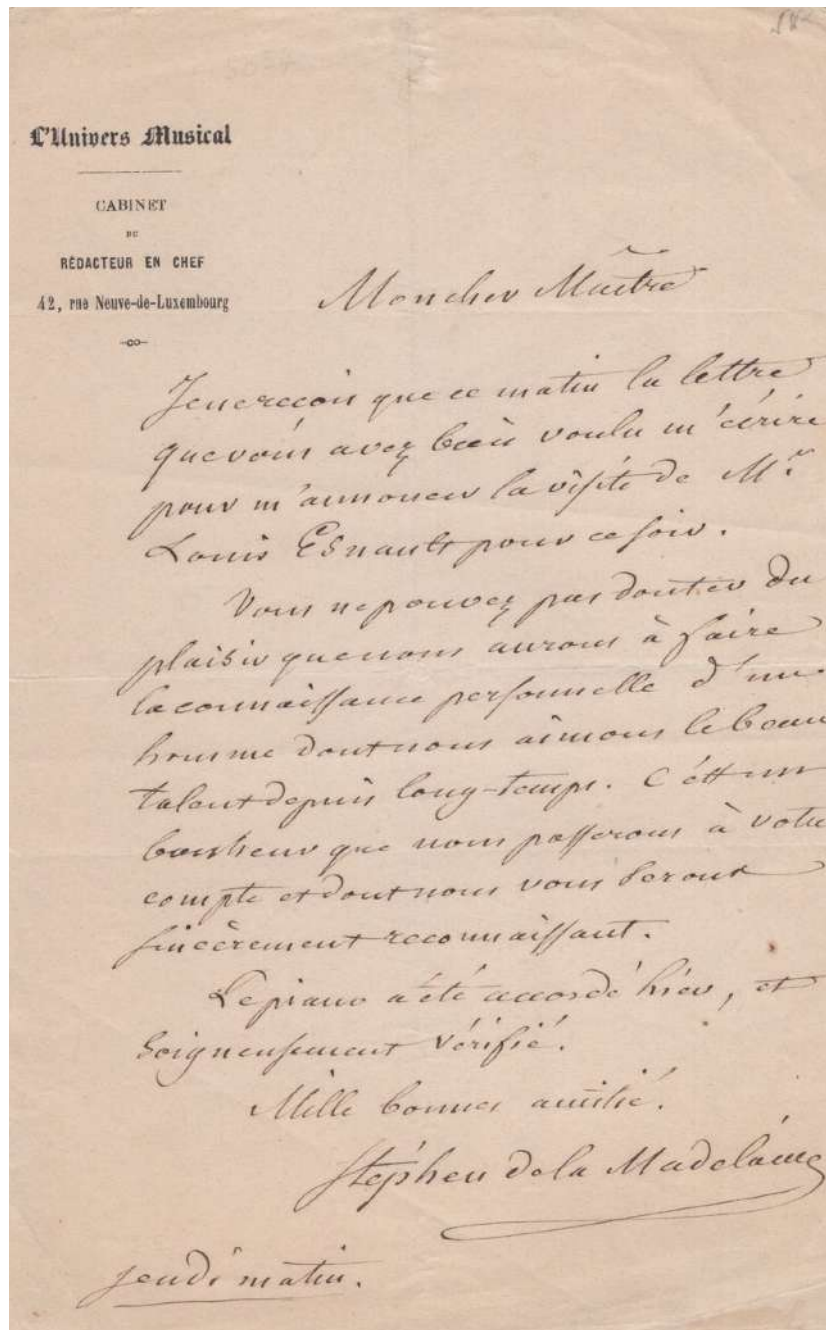 L'Univers Musical
CABINET
DU
RÉDACTEUR EN CHEF
42, rue Neuve-de-Luxembourg
Mon cher Maître
Je ne reçois que ce matin la lettre
que vous avez bien voulu m'écrire
pour m'annoncer la visite de Mr.
Louis Esnault pour ce soir.
Vous ne pouvez pas douter du
plaisir que nous aurons à faire
la connaissance personnelle d'un
homme dont nous aimons le beau
talent depuis long-temps. C'est un
bonheur que nous passerons à votre
compte et dont nous vous serons
sincèrement reconnaissant.
Le piano a été accordé hier, et
soigneusement vérifié.
Mille bonnes amitié.
Stéphen de la Madelaine
jeudi matin.